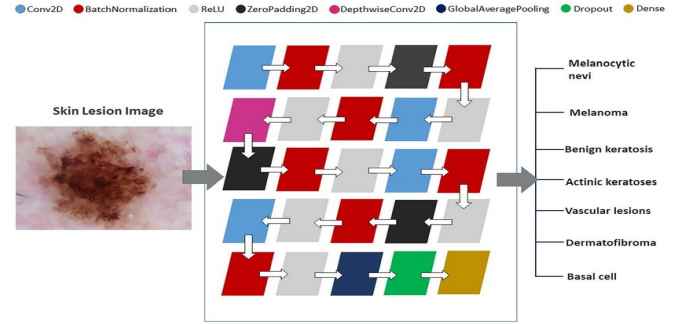 Conv2D BatchNormalization ReLU ZeroPadding2D DepthwiseConv2D GlobalAveragePooling Dropout Dense
Skin Lesion Image
Melanocytic
nevi
Melanoma
Benign keratosis
Actinic keratoses
Vascular lesions
Dermatofibroma
Basal cell